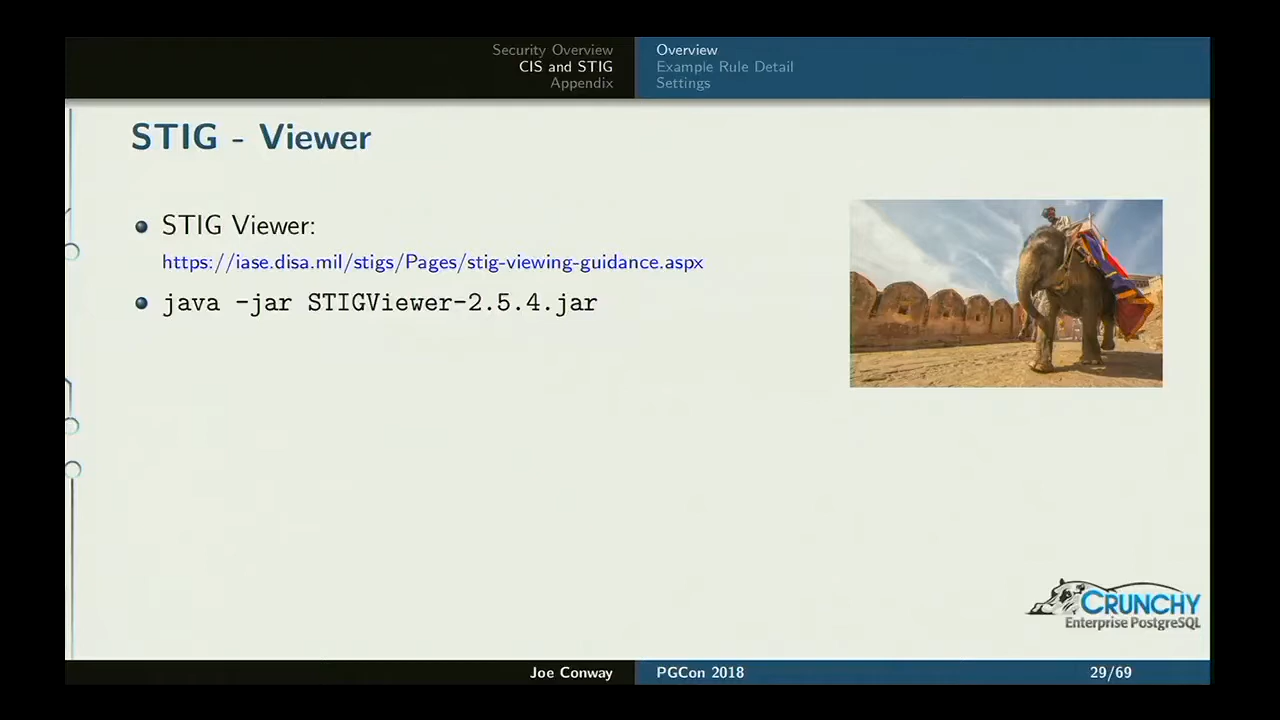 Security Overview
CIS and STIG
Appendix
Overview
Example Rule Detail
Settings
STIG - Viewer
STIG Viewer:
https://iase.disa.mil/stigs/Pages/stig-viewing-guidance.aspx
java -jar STIGViewer-2.5.4.jar
CRUNCHY
Enterprise PostgreSQL
Joe Conway
PGCon 2018
29/69